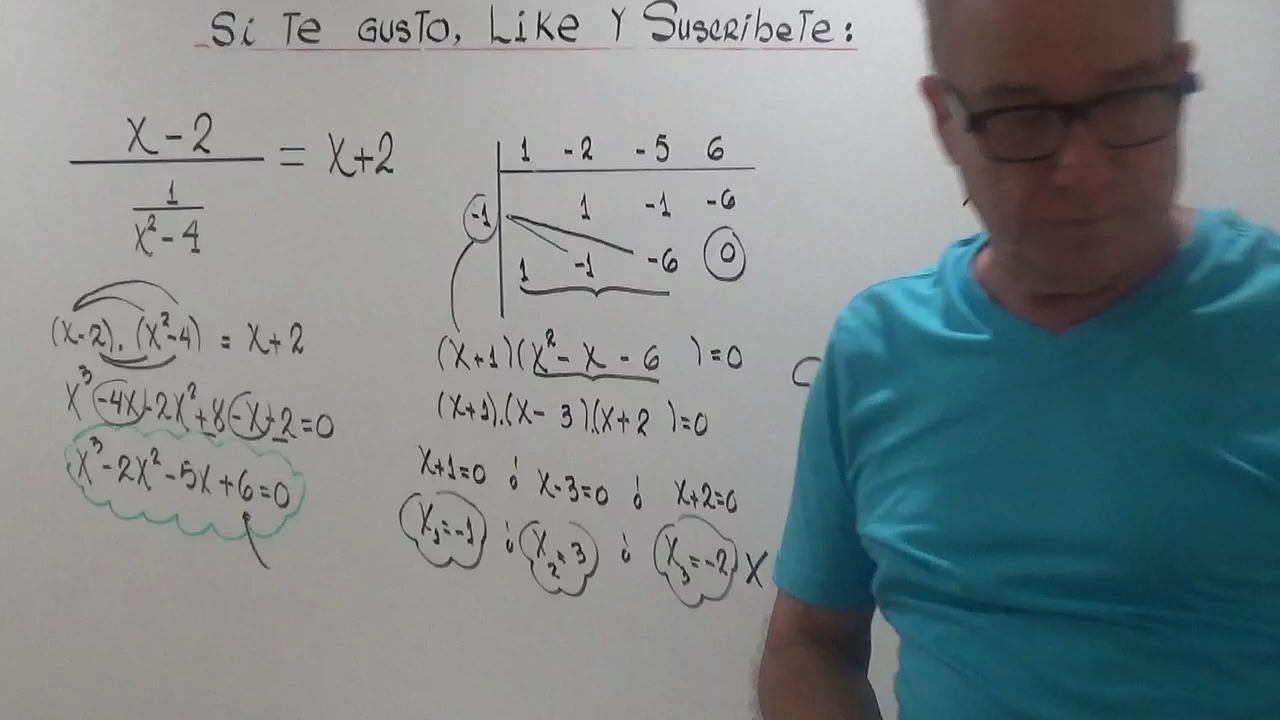 Si Te GUSTO, Like Y SuscribeTe:
x-2 / (1 / (x²-4)) = x+2
(x-2).(x²-4) = x+2
x³-4x-2x²+8-x-2=0
x³-2x²-5x+6=0
1 -2 -5 6
-1 1 -1 -6
1 -1 -6 0
(x+1)(x²-x-6 )=0
(x+1).(x-3)(x+2 )=0
x+1=0 ó x-3=0 ó x+2=0
x₁=-1 ó x₂=3 ó x₃=-2 X